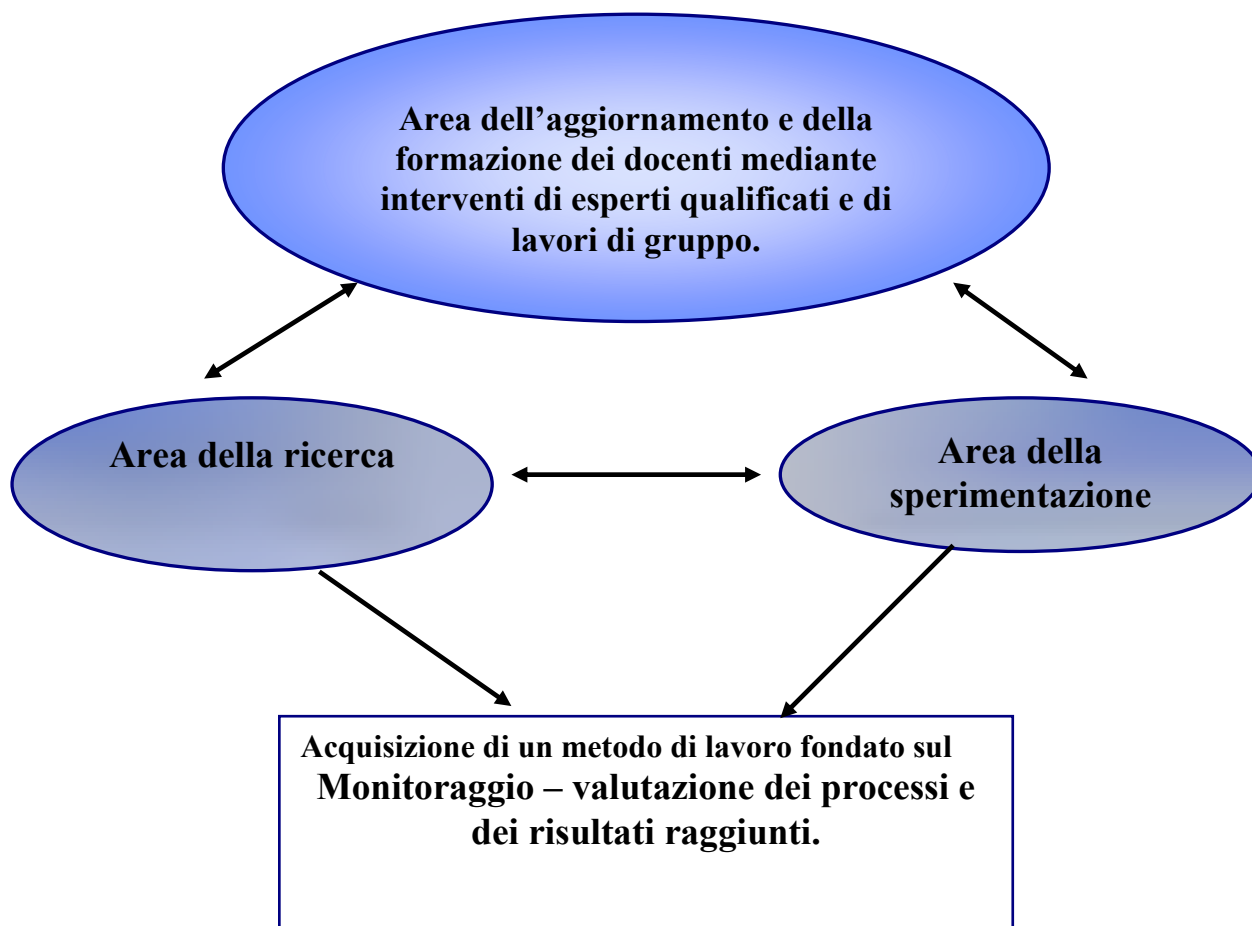 Area dell’aggiornamento e della
formazione dei docenti mediante
interventi di esperti qualificati e di
lavori di gruppo.
Area della ricerca
Area della
sperimentazione
Acquisizione di un metodo di lavoro fondato sul
Monitoraggio – valutazione dei processi e
dei risultati raggiunti.